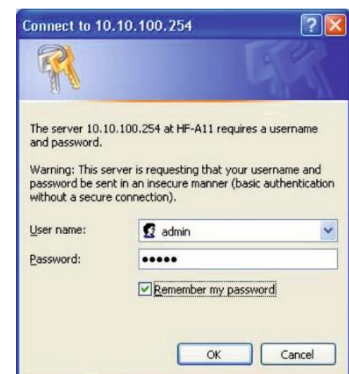 Connect to 10.10.100.254
The server 10.10.100.254 at HF-A11 requires a username
and password.
Warning: This server is requesting that your username and
password be sent in an insecure manner (basic authentication
without a secure connection).
User name:
admin
Password:
•••••
Remember my password
OK
Cancel